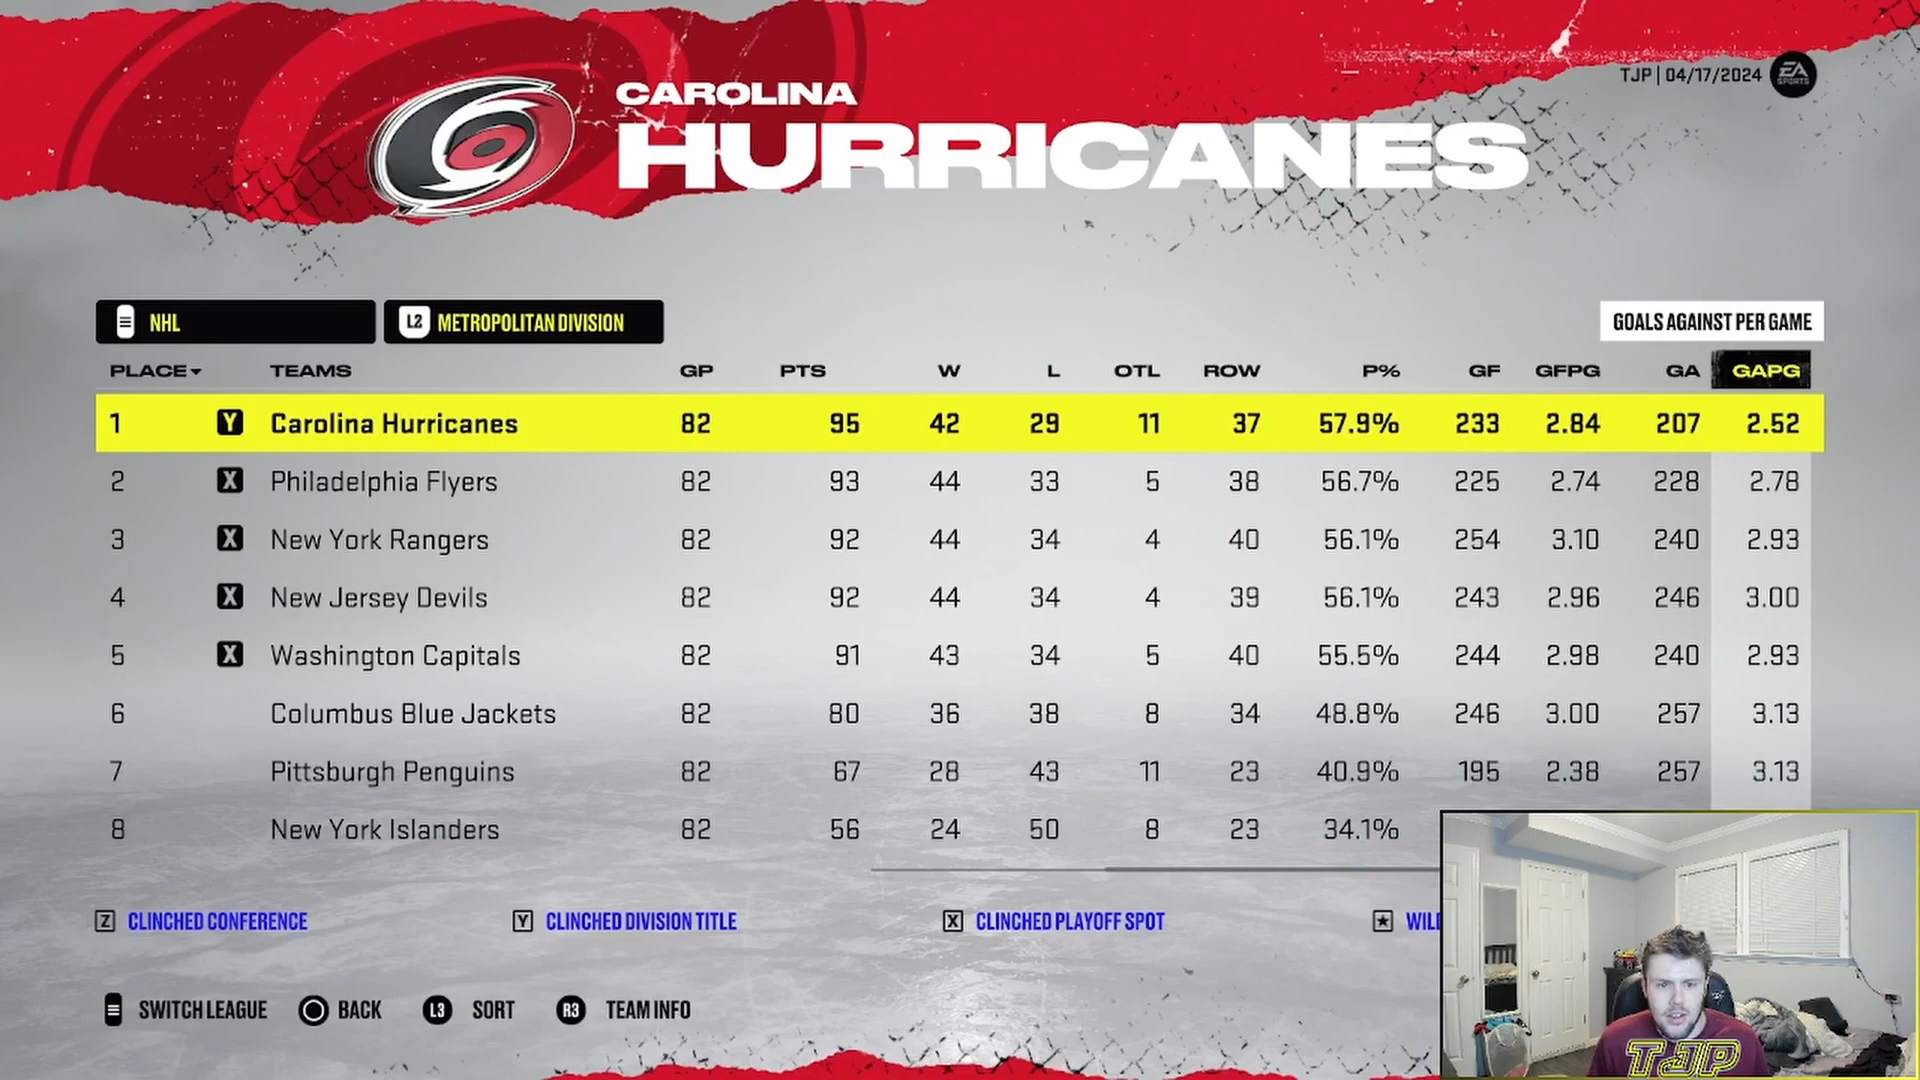 TJP | 04/17/2024
EA SPORTS
CAROLINA
HURRICANES
NHL
L2 METROPOLITAN DIVISION
GOALS AGAINST PER GAME
PLACE TEAMS GP PTS W L OTL ROW P% GF GFPG GA GAPG
1 Y Carolina Hurricanes 82 95 42 29 11 37 57.9% 233 2.84 207 2.52
2 X Philadelphia Flyers 82 93 44 33 5 38 56.7% 225 2.74 228 2.78
3 X New York Rangers 82 92 44 34 4 40 56.1% 254 3.10 240 2.93
4 X New Jersey Devils 82 92 44 34 4 39 56.1% 243 2.96 246 3.00
5 X Washington Capitals 82 91 43 34 5 40 55.5% 244 2.98 240 2.93
6 Columbus Blue Jackets 82 80 36 38 8 34 48.8% 246 3.00 257 3.13
7 Pittsburgh Penguins 82 67 28 43 11 23 40.9% 195 2.38 257 3.13
8 New York Islanders 82 56 24 50 8 23 34.1%
Z CLINCHED CONFERENCE Y CLINCHED DIVISION TITLE X CLINCHED PLAYOFF SPOT WIL
SWITCH LEAGUE BACK L3 SORT R3 TEAM INFO
TJP